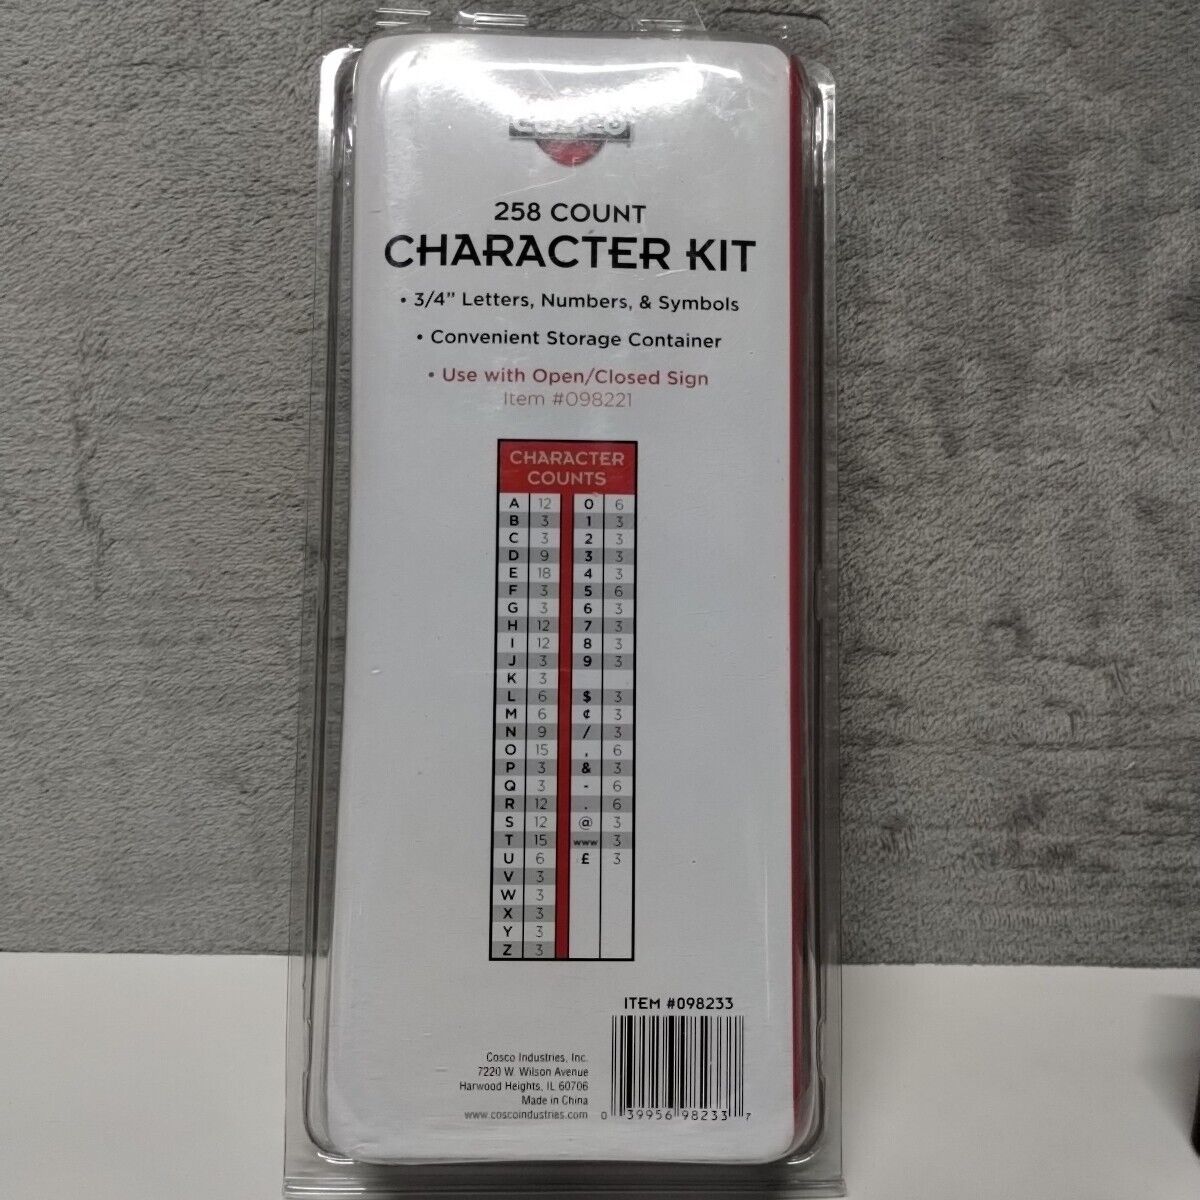 COSCO
258 COUNT
CHARACTER KIT
• 3/4” Letters, Numbers, & Symbols
• Convenient Storage Container
• Use with Open/Closed Sign
Item #098221
CHARACTER
COUNTS
A 12 0 6
B 3 1 3
C 3 2 3
D 9 3 3
E 18 4 3
F 3 5 6
G 3 6 3
H 12 7 3
I 12 8 3
J 3 9 3
K 3
L 6 $ 3
M 6 ¢ 3
N 9 / 3
O 15 , 6
P 3 & 3
Q 3 - 6
R 12 . 6
S 12 @ 3
T 15 www 3
U 6 £ 3
V 3
W 3
X 3
Y 3
Z 3
ITEM #098233
Cosco Industries, Inc.
7220 W. Wilson Avenue
Harwood Heights, IL 60706
Made in China
www.coscoindustries.com
0 39956 98233 7